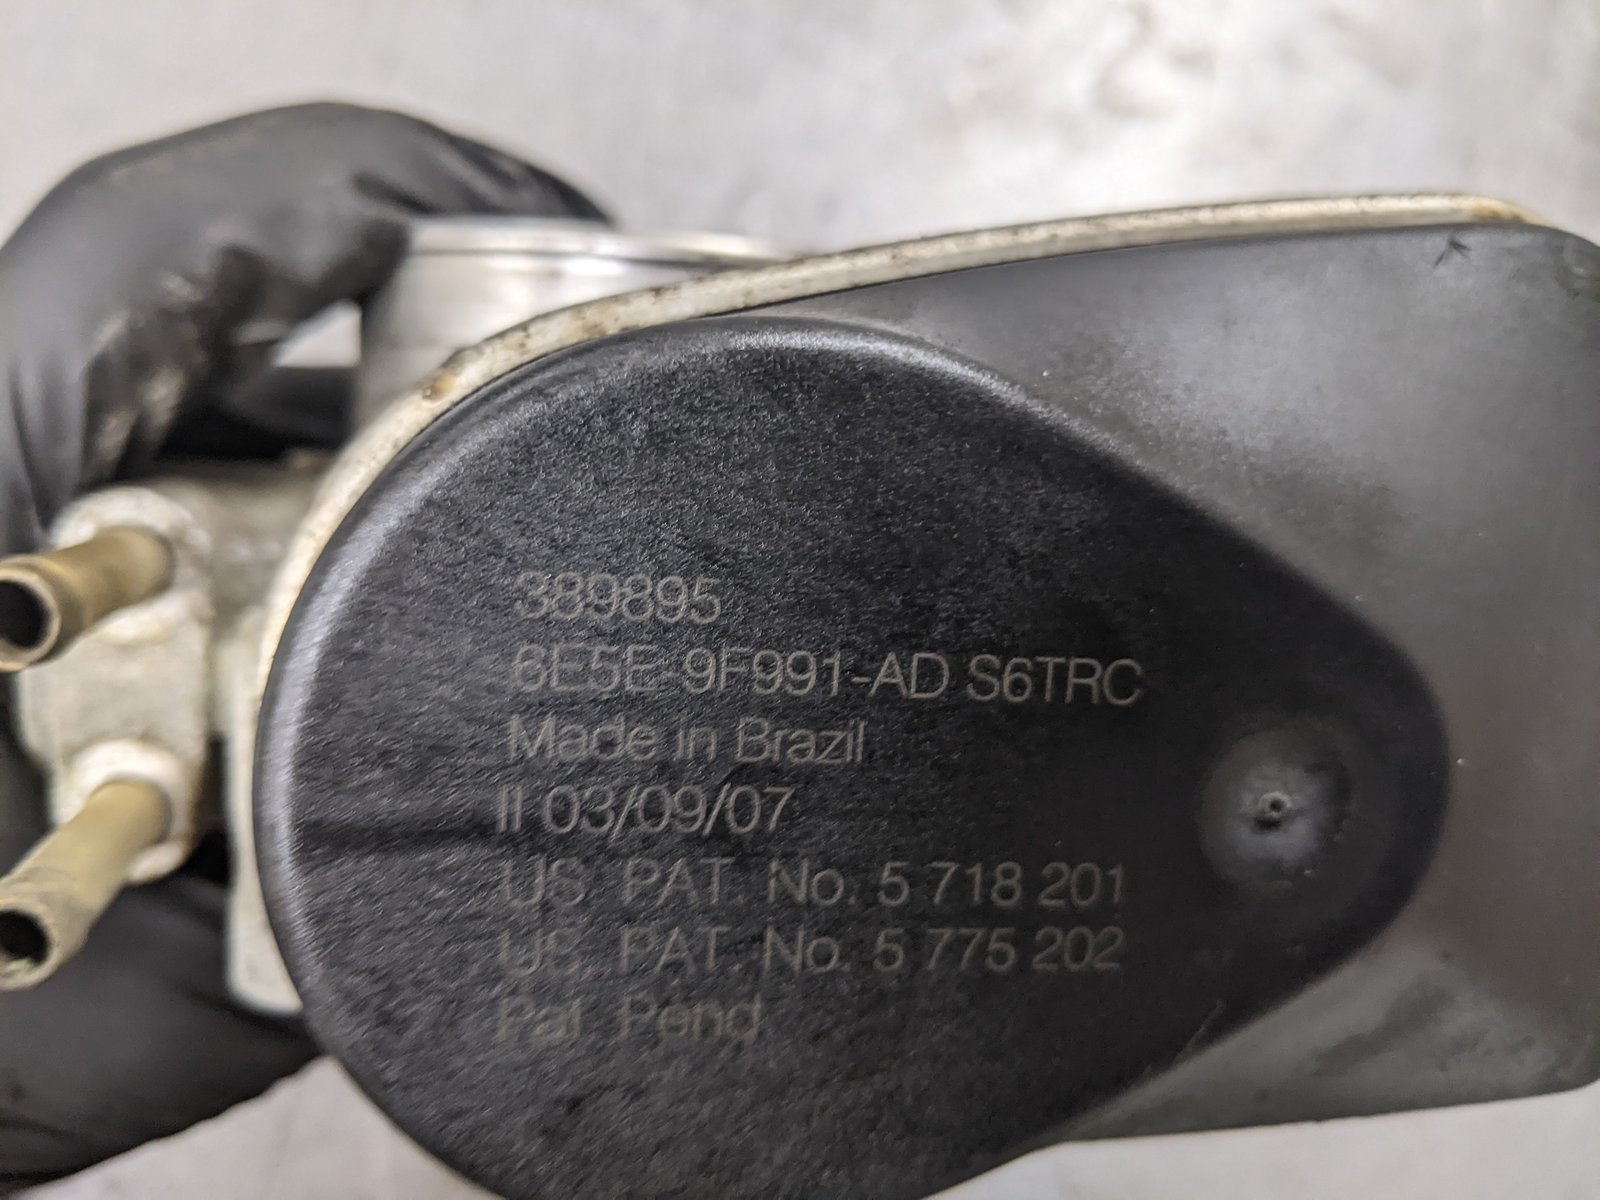 389895
6E5E-9F991-AD S6TRC
Made in Brazil
II 03/09/07
US. PAT. No. 5 718 201
US. PAT. No. 5 775 202
Pat Pend